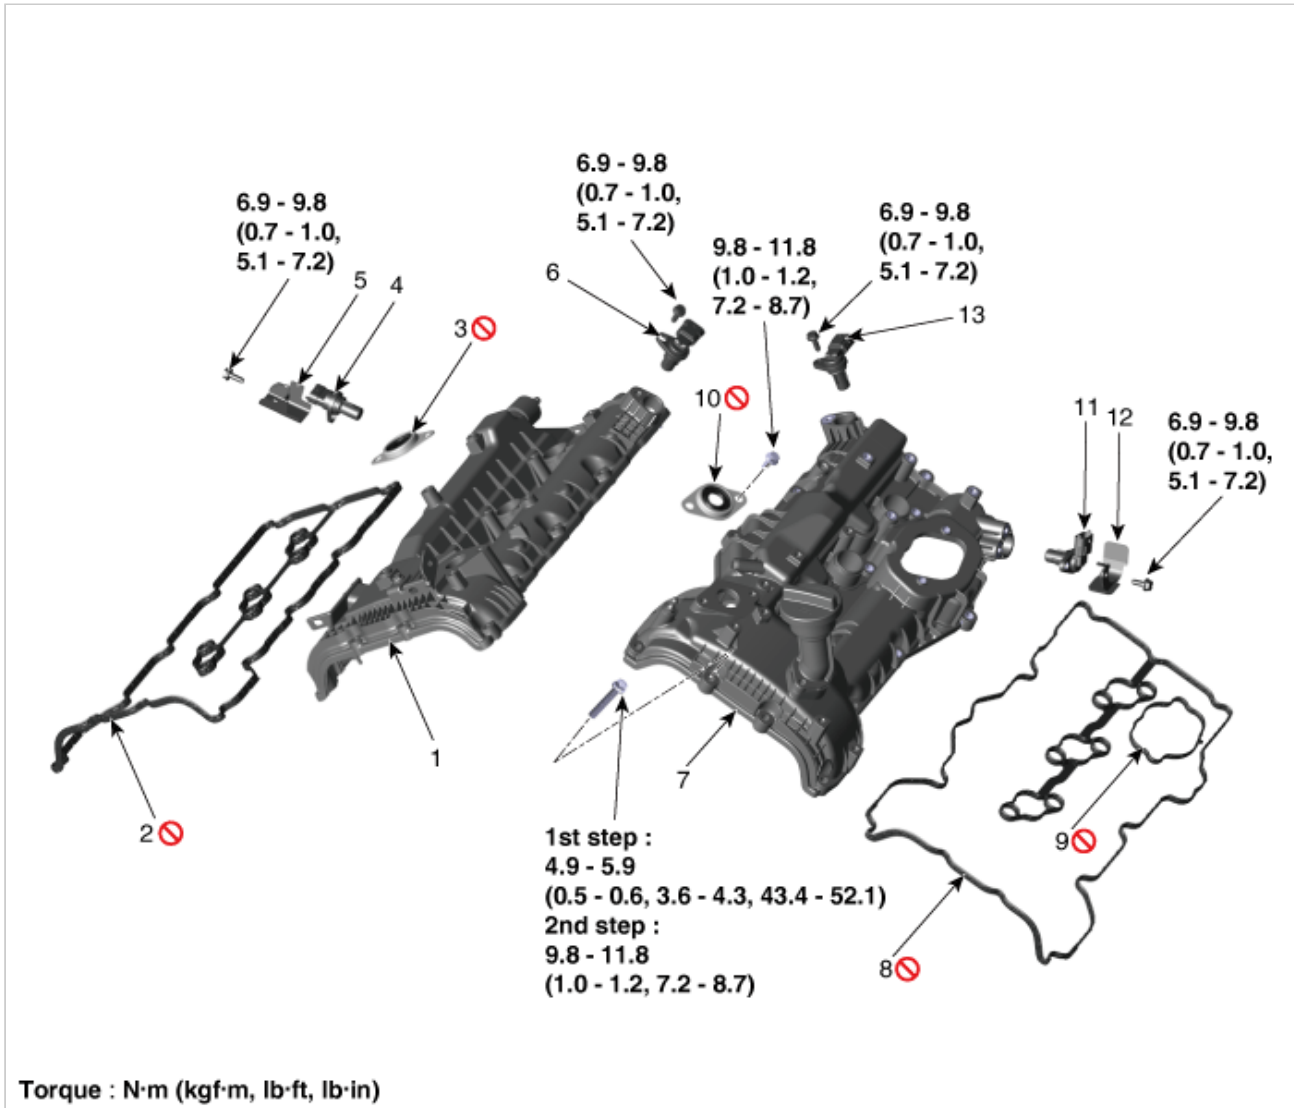 6.9 - 9.8
(0.7 - 1.0,
5.1 - 7.2)
6.9 - 9.8
(0.7 - 1.0,
5.1 - 7.2)
9.8 - 11.8
(1.0 - 1.2,
7.2 - 8.7)
6.9 - 9.8
(0.7 - 1.0,
5.1 - 7.2)
5
4
3
6
13
10
11
12
6.9 - 9.8
(0.7 - 1.0,
5.1 - 7.2)
1
2
7
9
8
1st step :
4.9 - 5.9
(0.5 - 0.6, 3.6 - 4.3, 43.4 - 52.1)
2nd step :
9.8 - 11.8
(1.0 - 1.2, 7.2 - 8.7)
Torque : N·m (kgf·m, lb·ft, lb·in)